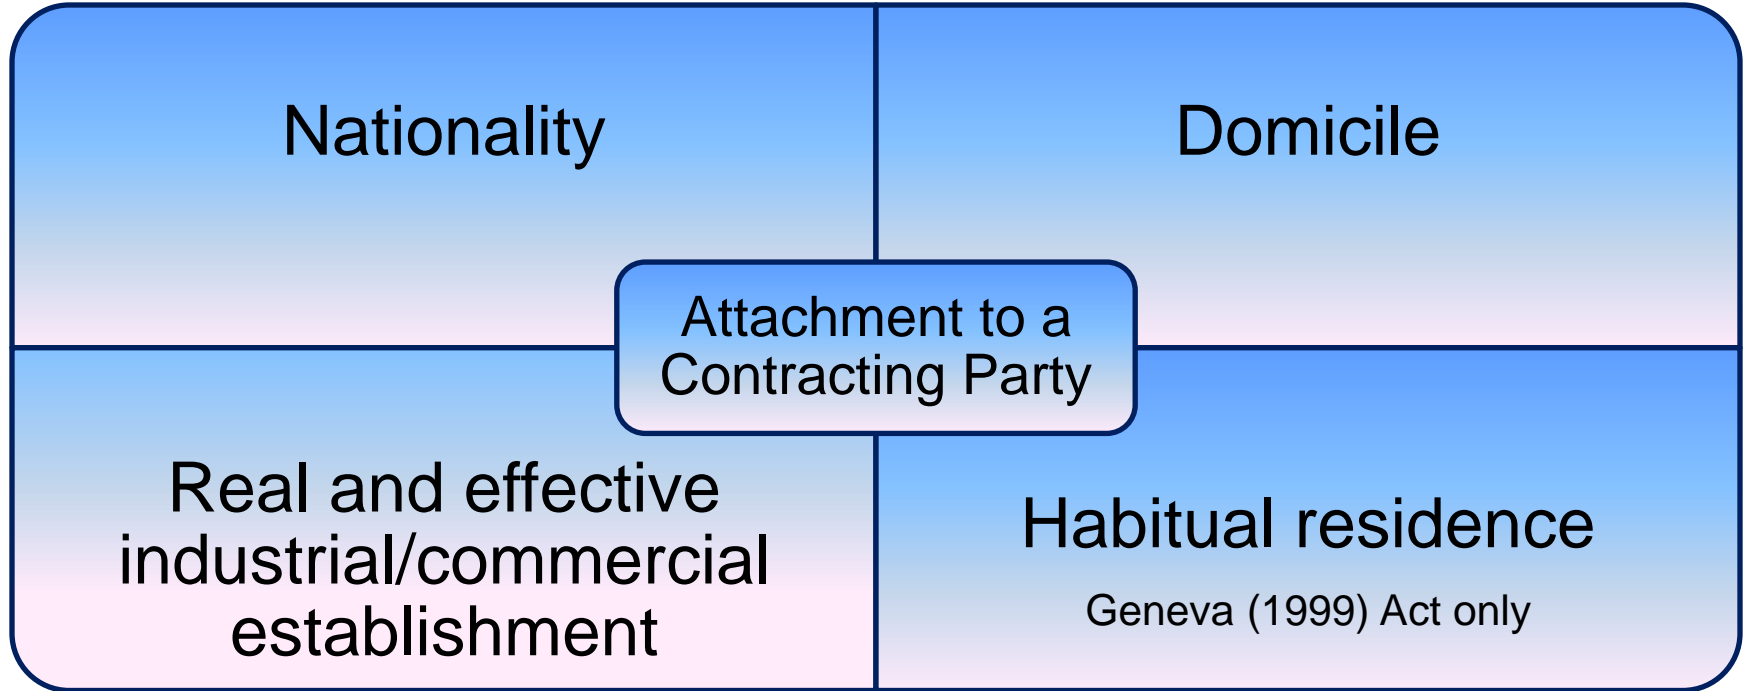 Nationality
Domicile
Attachment to a
Contracting Party
Real and effective
industrial/commercial
establishment
Habitual residence
Geneva (1999) Act only